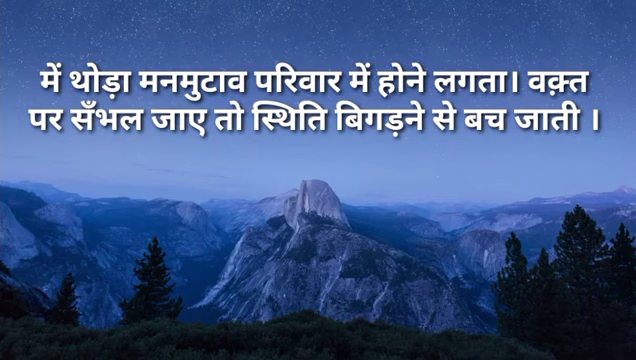 में थोड़ा मनमुटाव परिवार में होने लगता। वक़्त
पर सँभल जाए तो स्थिति बिगड़ने से बच जाती ।